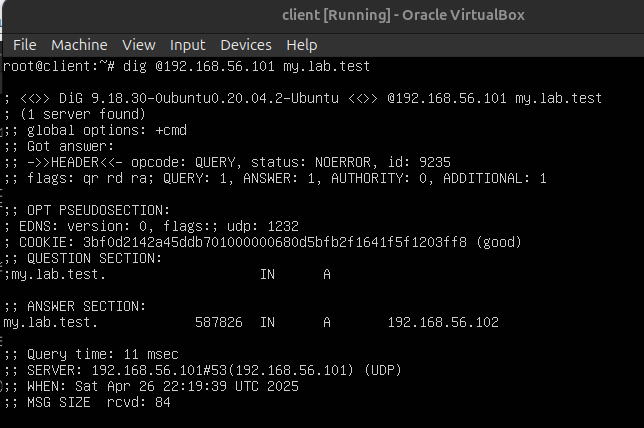 client [Running] - Oracle VirtualBox
File Machine View Input Devices Help
root@client:~# dig @192.168.56.101 my.lab.test
; <<>> DiG 9.18.30-0ubuntu0.20.04.2-Ubuntu <<>> @192.168.56.101 my.lab.test
; (1 server found)
;; global options: +cmd
;; Got answer:
;; ->>HEADER<<- opcode: QUERY, status: NOERROR, id: 9235
;; flags: qr rd ra; QUERY: 1, ANSWER: 1, AUTHORITY: 0, ADDITIONAL: 1
;; OPT PSEUDOSECTION:
; EDNS: version: 0, flags:; udp: 1232
; COOKIE: 3bf0d2142a45ddb701000000680d5bfb2f1641f5f1203ff8 (good)
;; QUESTION SECTION:
;my.lab.test. IN A
;; ANSWER SECTION:
my.lab.test. 587826 IN A 192.168.56.102
;; Query time: 11 msec
;; SERVER: 192.168.56.101#53(192.168.56.101) (UDP)
;; WHEN: Sat Apr 26 22:19:39 UTC 2025
;; MSG SIZE rcvd: 84